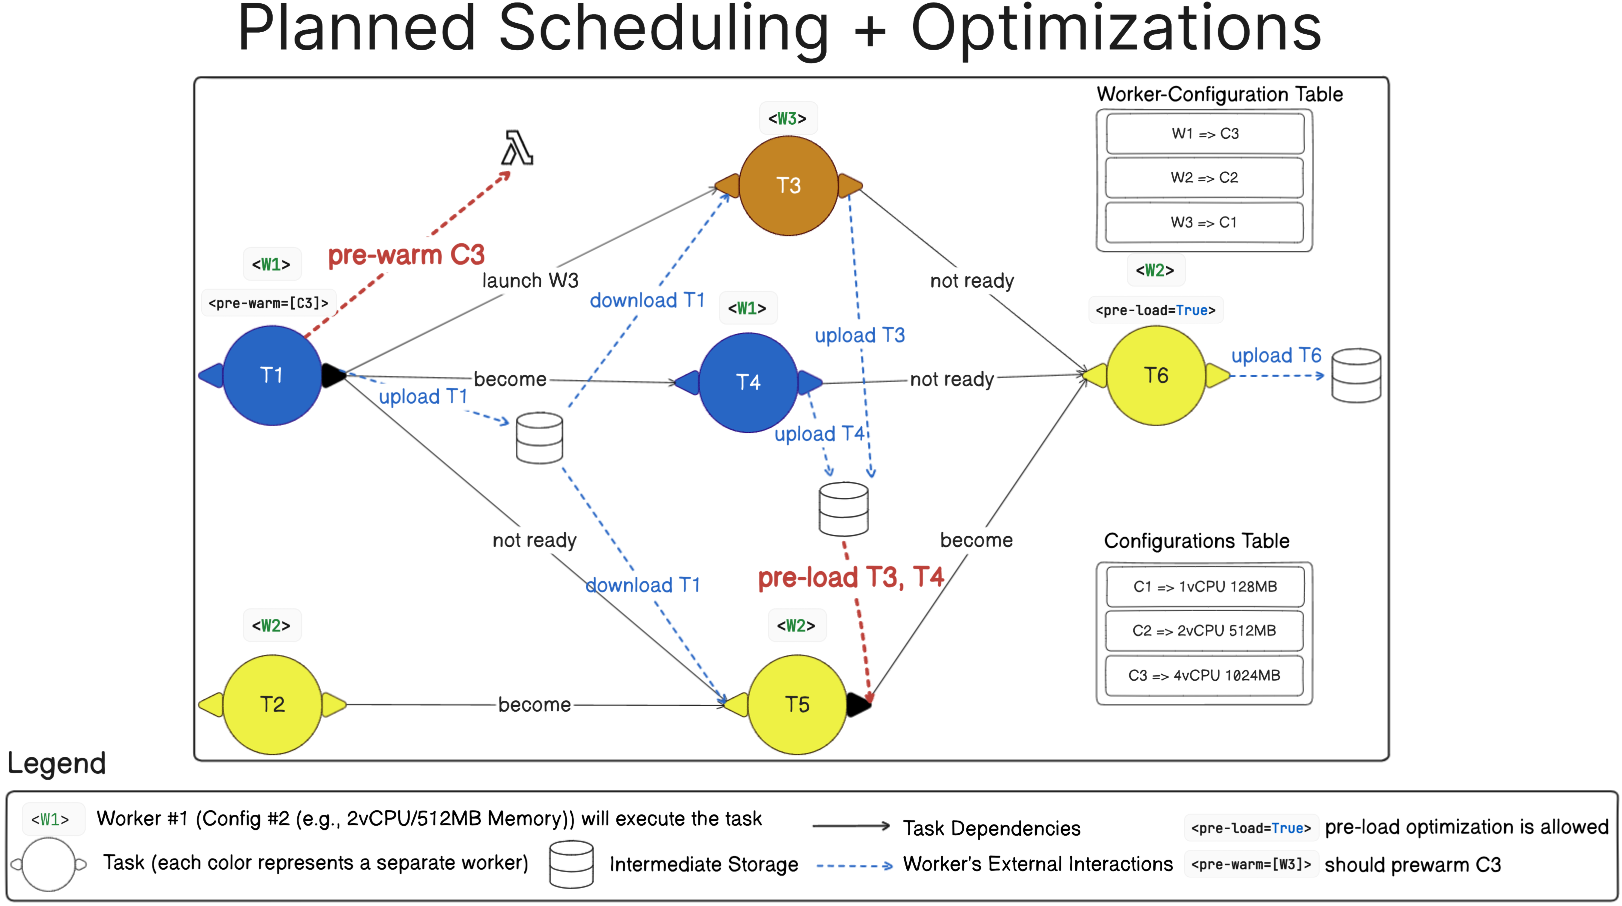 Planned Scheduling + Optimizations
Worker-Configuration Table
W1 => C3
W2 => C2
W3 => C1
<W3>
λ
T3
<W1>
pre-warm C3
<pre-warm=[C3]>
launch W3
not ready
<W2>
<pre-load=True>
download T1
<W1>
upload T3
T1
become
T4
not ready
T6
upload T6
upload T1
upload T4
not ready
become
Configurations Table
C1 => 1vCPU 128MB
C2 => 2vCPU 512MB
C3 => 4vCPU 1024MB
download T1
pre-load T3, T4
<W2>
<W2>
T2
become
T5
Legend
<W1> Worker #1 (Config #2 (e.g., 2vCPU/512MB Memory)) will execute the task
Task Dependencies
<pre-load=True> pre-load optimization is allowed
Task (each color represents a separate worker)
Intermediate Storage
Worker's External Interactions
<pre-warm=[W3]> should prewarm C3